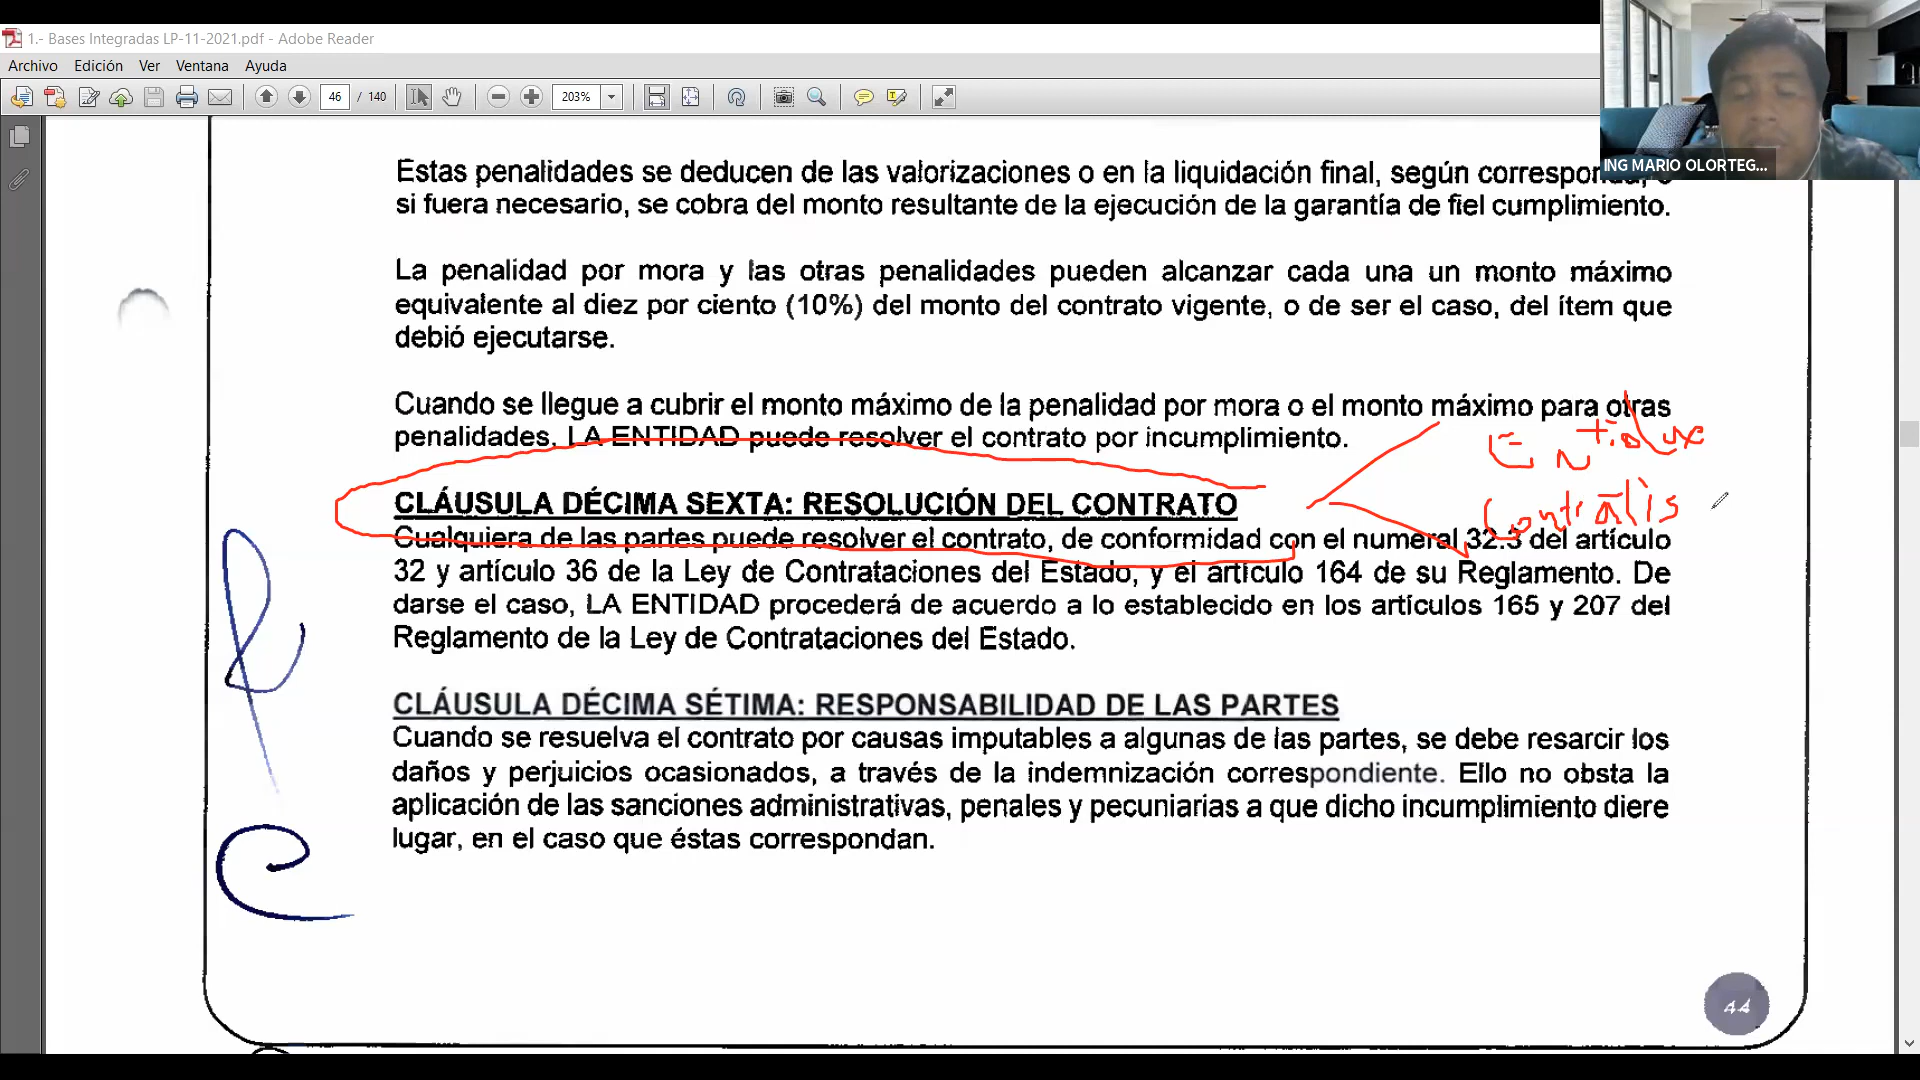 1.- Bases Integradas LP-11-2021.pdf - Adobe Reader
Archivo Edición Ver Ventana Ayuda
46 / 140 203%
ING MARIO OLORTEG...
Estas penalidades se deducen de las valorizaciones o en la liquidación final, según
si fuera necesario, se cobra del monto resultante de la ejecución de la garantía de fiel cumplimiento.
La penalidad por mora y las otras penalidades pueden alcanzar cada una un monto máximo
equivalente al diez por ciento (10%) del monto del contrato vigente, o de ser el caso, del ítem que
debió ejecutarse.
Cuando se llegue a cubrir el monto máximo de la penalidad por mora o el monto máximo para otras
penalidades, LA ENTIDAD puede resolver el contrato por incumplimiento.
CLÁUSULA DÉCIMA SEXTA: RESOLUCIÓN DEL CONTRATO
Cualquiera de las partes puede resolver el contrato, de conformidad con el numeral 32.3 del artículo
32 y artículo 36 de la Ley de Contrataciones del Estado, y el artículo 164 de su Reglamento. De
darse el caso, LA ENTIDAD procederá de acuerdo a lo establecido en los artículos 165 y 207 del
Reglamento de la Ley de Contrataciones del Estado.
CLÁUSULA DÉCIMA SÉTIMA: RESPONSABILIDAD DE LAS PARTES
Cuando se resuelva el contrato por causas imputables a algunas de las partes, se debe resarcir los
daños y perjuicios ocasionados, a través de la indemnización correspondiente. Ello no obsta la
aplicación de las sanciones administrativas, penales y pecuniarias a que dicho incumplimiento diere
lugar, en el caso que éstas correspondan.
44